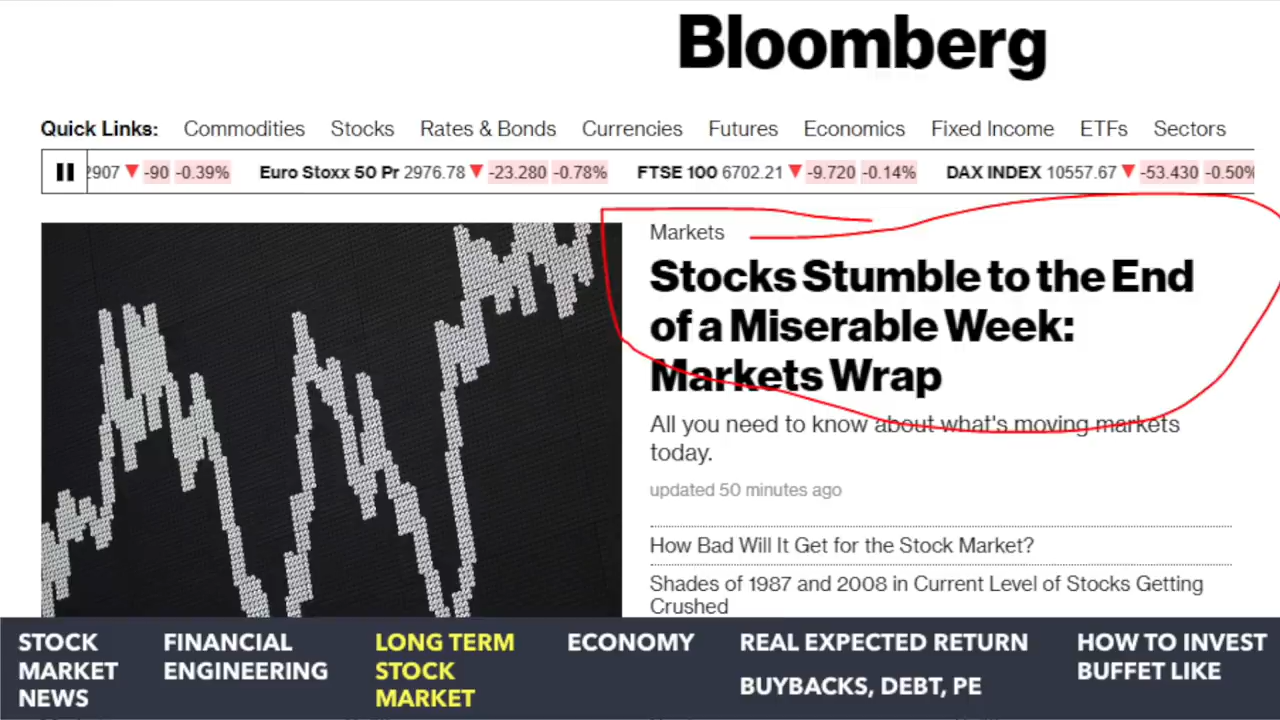 Bloomberg
Quick Links: Commodities Stocks Rates & Bonds Currencies Futures Economics Fixed Income ETFs Sectors
2907 ▼ -90 -0.39% Euro Stoxx 50 Pr 2976.78 ▼ -23.280 -0.78% FTSE 100 6702.21 ▼ -9.720 -0.14% DAX INDEX 10557.67 ▼ -53.430 -0.50%
Markets
Stocks Stumble to the End
of a Miserable Week:
Markets Wrap
All you need to know about what's moving markets
today.
updated 50 minutes ago
How Bad Will It Get for the Stock Market?
Shades of 1987 and 2008 in Current Level of Stocks Getting
Crushed
STOCK
MARKET
NEWS
FINANCIAL
ENGINEERING
LONG TERM
STOCK
MARKET
ECONOMY
REAL EXPECTED RETURN
BUYBACKS, DEBT, PE
HOW TO INVEST
BUFFET LIKE